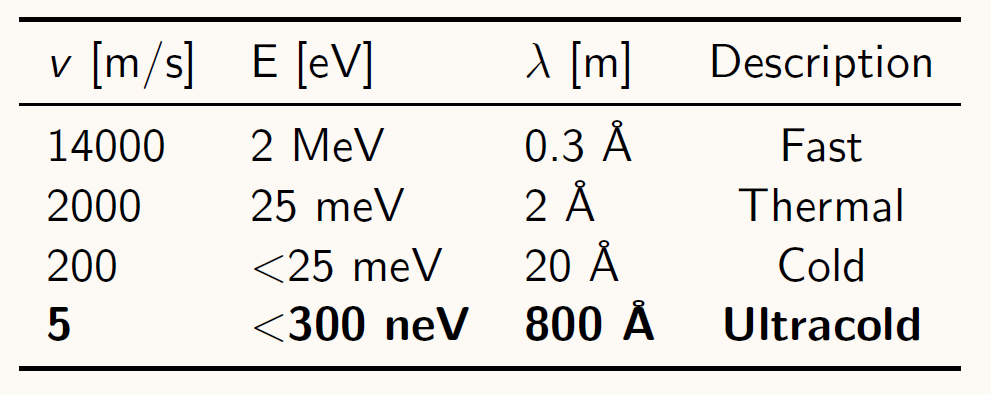 v [m/s] E [eV] λ [m] Description
14000 2 MeV 0.3 Å Fast
2000 25 meV 2 Å Thermal
200 <25 meV 20 Å Cold
5 <300 neV 800 Å Ultracold